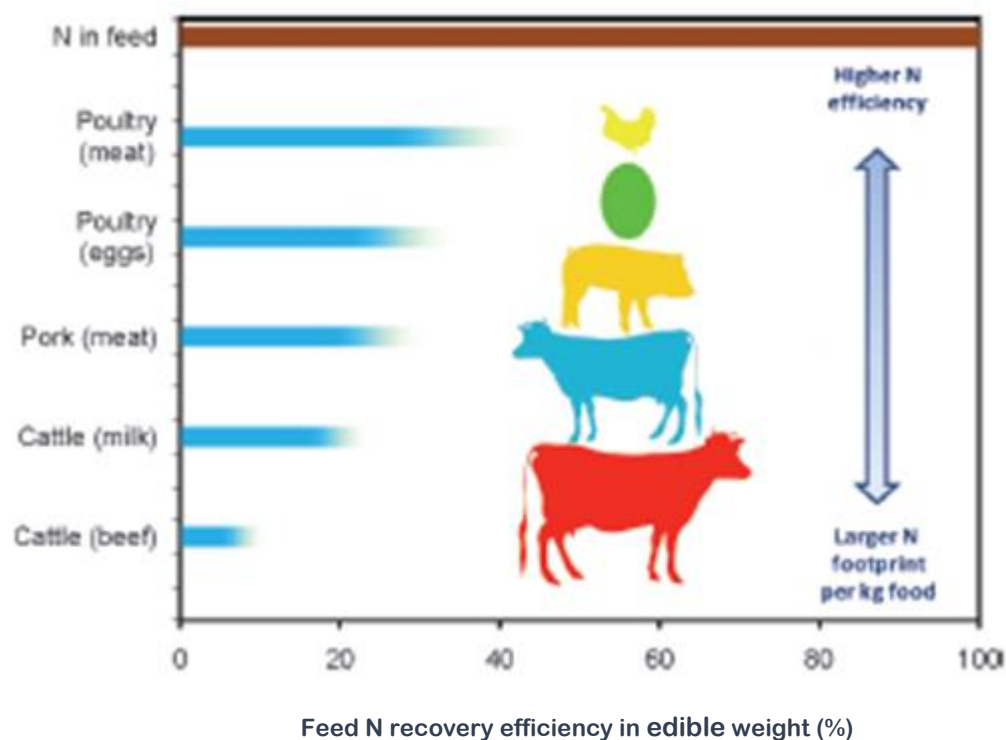 N in feed
Higher N
efficiency
Poultry
(meat)
Poultry
(eggs)
Pork (meat)
Cattle (milk)
Cattle (beef)
Larger N
footprint
per kg food
0 20 40 60 80 100
Feed N recovery efficiency in edible weight (%)